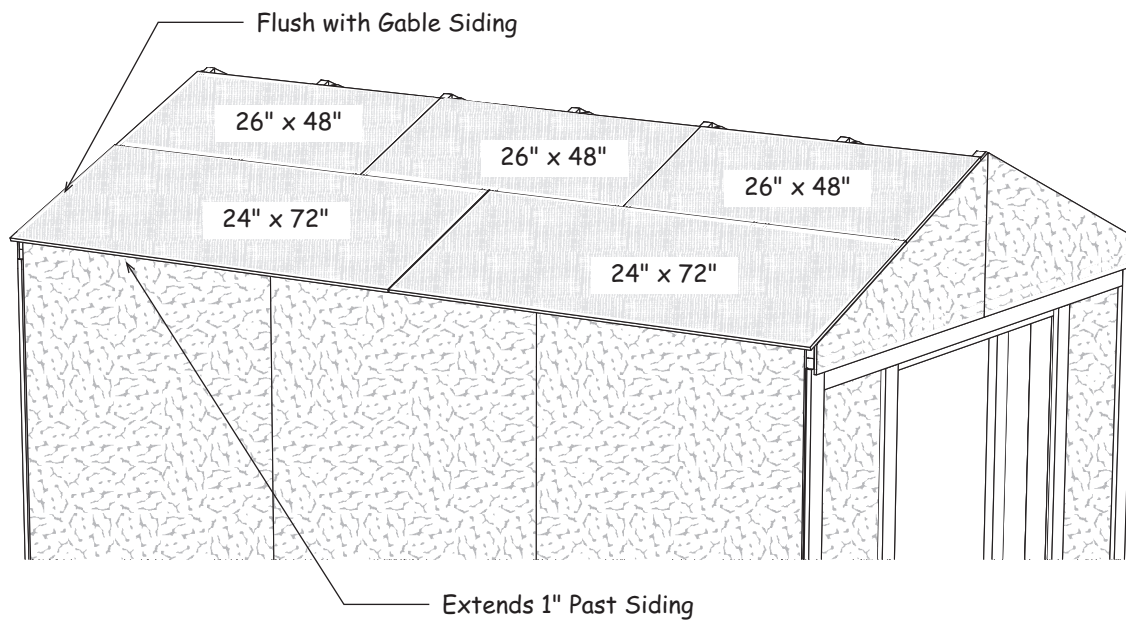 Flush with Gable Siding
26" x 48"
26" x 48"
26" x 48"
24" x 72"
24" x 72"
Extends 1" Past Siding